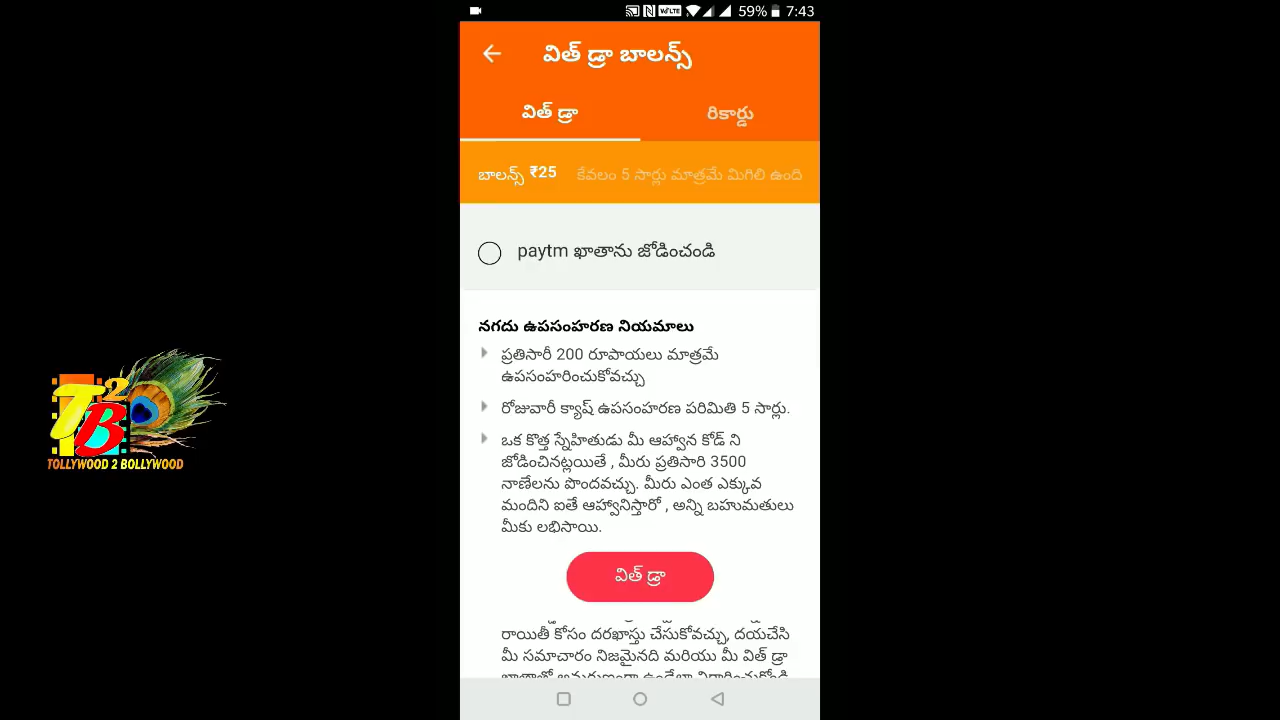 59% 7:43
విత్ డ్రా బాలన్స్
విత్ డ్రా రికార్డు
బాలన్స్ ₹25 కేవలం 5 సార్లు మాత్రమే మిగిలి ఉంది
paytm ఖాతాను జోడించండి
నగదు ఉపసంహరణ నియమాలు
ప్రతిసారీ 200 రూపాయలు మాత్రమే
ఉపసంహరించుకోవచ్చు
రోజువారీ క్యాష్ ఉపసంహరణ పరిమితి 5 సార్లు.
ఒక కొత్త స్నేహితుడు మీ ఆహ్వాన కోడ్ ని
జోడించినట్లయితే , మీరు ప్రతిసారి 3500
నాణేలను పొందవచ్చు. మీరు ఎంత ఎక్కువ
మందిని ఐతే ఆహ్వానిస్తారో , అన్ని బహుమతులు
మీకు లభిసాయి.
విత్ డ్రా
రాయితీ కోసం దరఖాస్తు చేసుకోవచ్చు, దయచేసి
మీ సమాచారం నిజమైనది మరియు మీ విత్ డ్రా
T2B
TOLLYWOOD 2 BOLLYWOOD